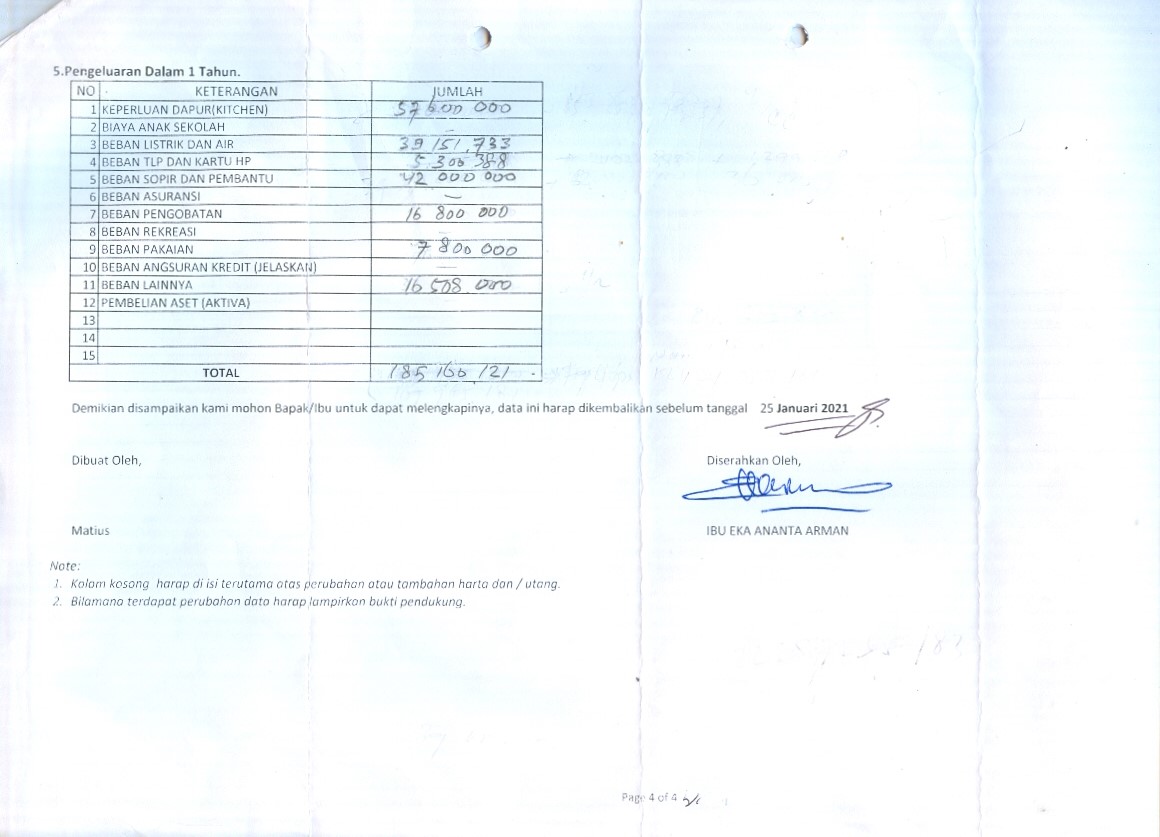 5.Pengeluaran Dalam 1 Tahun.
NO KETERANGAN JUMLAH
1 KEPERLUAN DAPUR(KITCHEN) 57 600 000
2 BIAYA ANAK SEKOLAH –
3 BEBAN LISTRIK DAN AIR 39 151.733
4 BEBAN TLP DAN KARTU HP 5.300 388
5 BEBAN SOPIR DAN PEMBANTU 42 000 000
6 BEBAN ASURANSI –
7 BEBAN PENGOBATAN 16 800 000
8 BEBAN REKREASI –
9 BEBAN PAKAIAN 7 800 000
10 BEBAN ANGSURAN KREDIT (JELASKAN) –
11 BEBAN LAINNYA 16 508 000
12 PEMBELIAN ASET (AKTIVA)
13
14
15
TOTAL 185 160 121
Demikian disampaikan kami mohon Bapak/Ibu untuk dapat melengkapinya, data ini harap dikembalikan sebelum tanggal 25 Januari 2021
Dibuat Oleh, Diserahkan Oleh,
Matius IBU EKA ANANTA ARMAN
Note:
1. Kolom kosong harap di isi terutama atas perubahan atau tambahan harta dan / utang.
2. Bilamana terdapat perubahan data harap lampirkan bukti pendukung.
Page 4 of 4